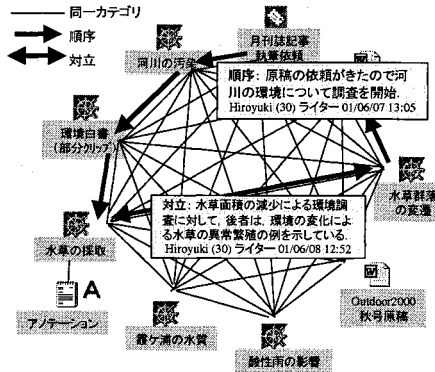 同一カテゴリ
順序
対立
月刊誌記事
執筆依頼
河川の汚染
順序: 原稿の依頼がきたので河
川の環境について調査を開始.
Hiroyuki (30) ライター 01/06/07 13:05
環境白書
(部分クリップ)
水草群落
の変遷
対立: 水草面積の減少による環境調
査に対して, 後者は, 環境の変化によ
る水草の異常繁殖の例を示している.
Hiroyuki (30) ライター 01/06/08 12:52
水草の採取
A
アノテーション
Outdoor2000
秋号原稿
霞ケ浦の水質
酸性雨の影響